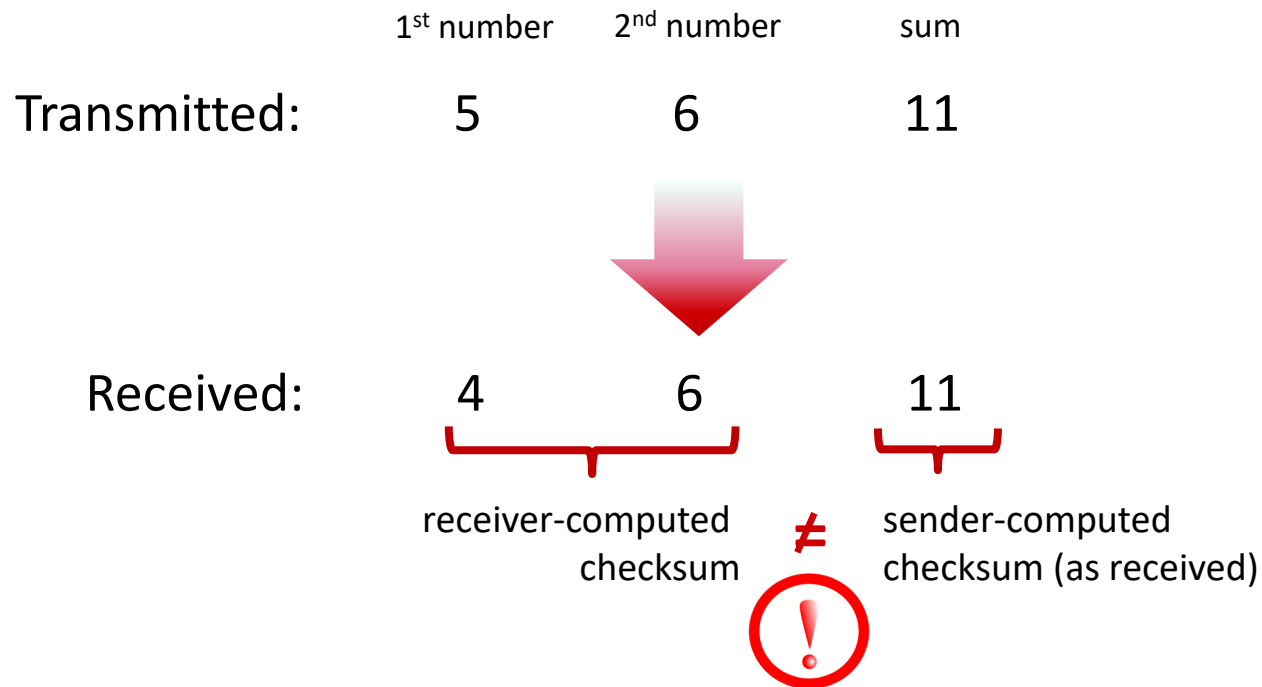 1st number 2nd number sum
Transmitted: 5 6 11
Received: 4 6 11
receiver-computed ≠ sender-computed
checksum checksum (as received)
!